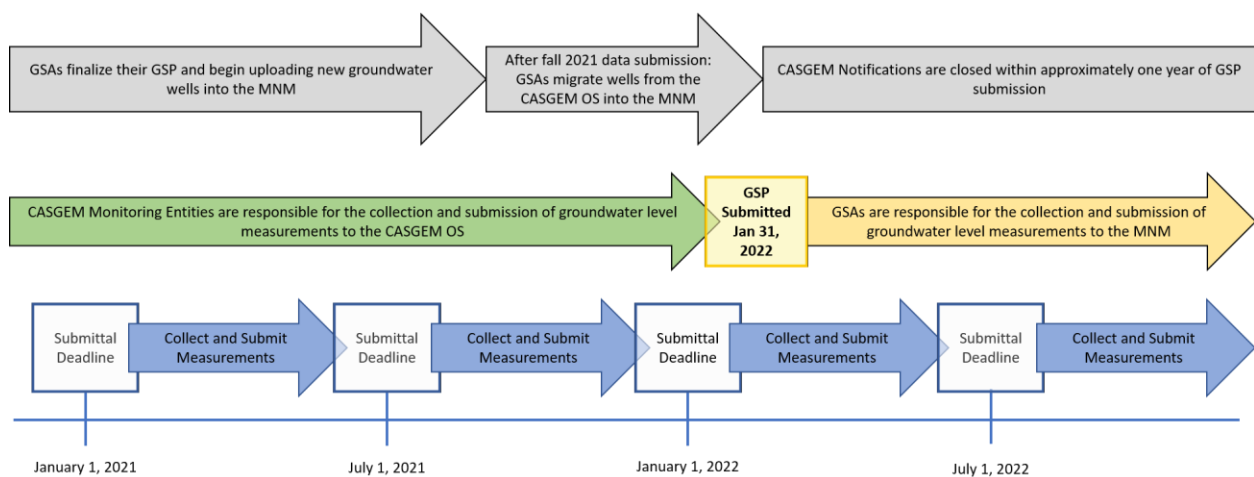 GSAs finalize their GSP and begin uploading new groundwater
wells into the MNM
After fall 2021 data submission:
GSAs migrate wells from the
CASGEM OS into the MNM
CASGEM Notifications are closed within approximately one year of GSP
submission
CASGEM Monitoring Entities are responsible for the collection and submission of groundwater level
measurements to the CASGEM OS
GSP
Submitted
Jan 31,
2022
GSAs are responsible for the collection and submission of
groundwater level measurements to the MNM
Submittal
Deadline
Collect and Submit
Measurements
Submittal
Deadline
Collect and Submit
Measurements
Submittal
Deadline
Collect and Submit
Measurements
Submittal
Deadline
Collect and Submit
Measurements
January 1, 2021
July 1, 2021
January 1, 2022
July 1, 2022